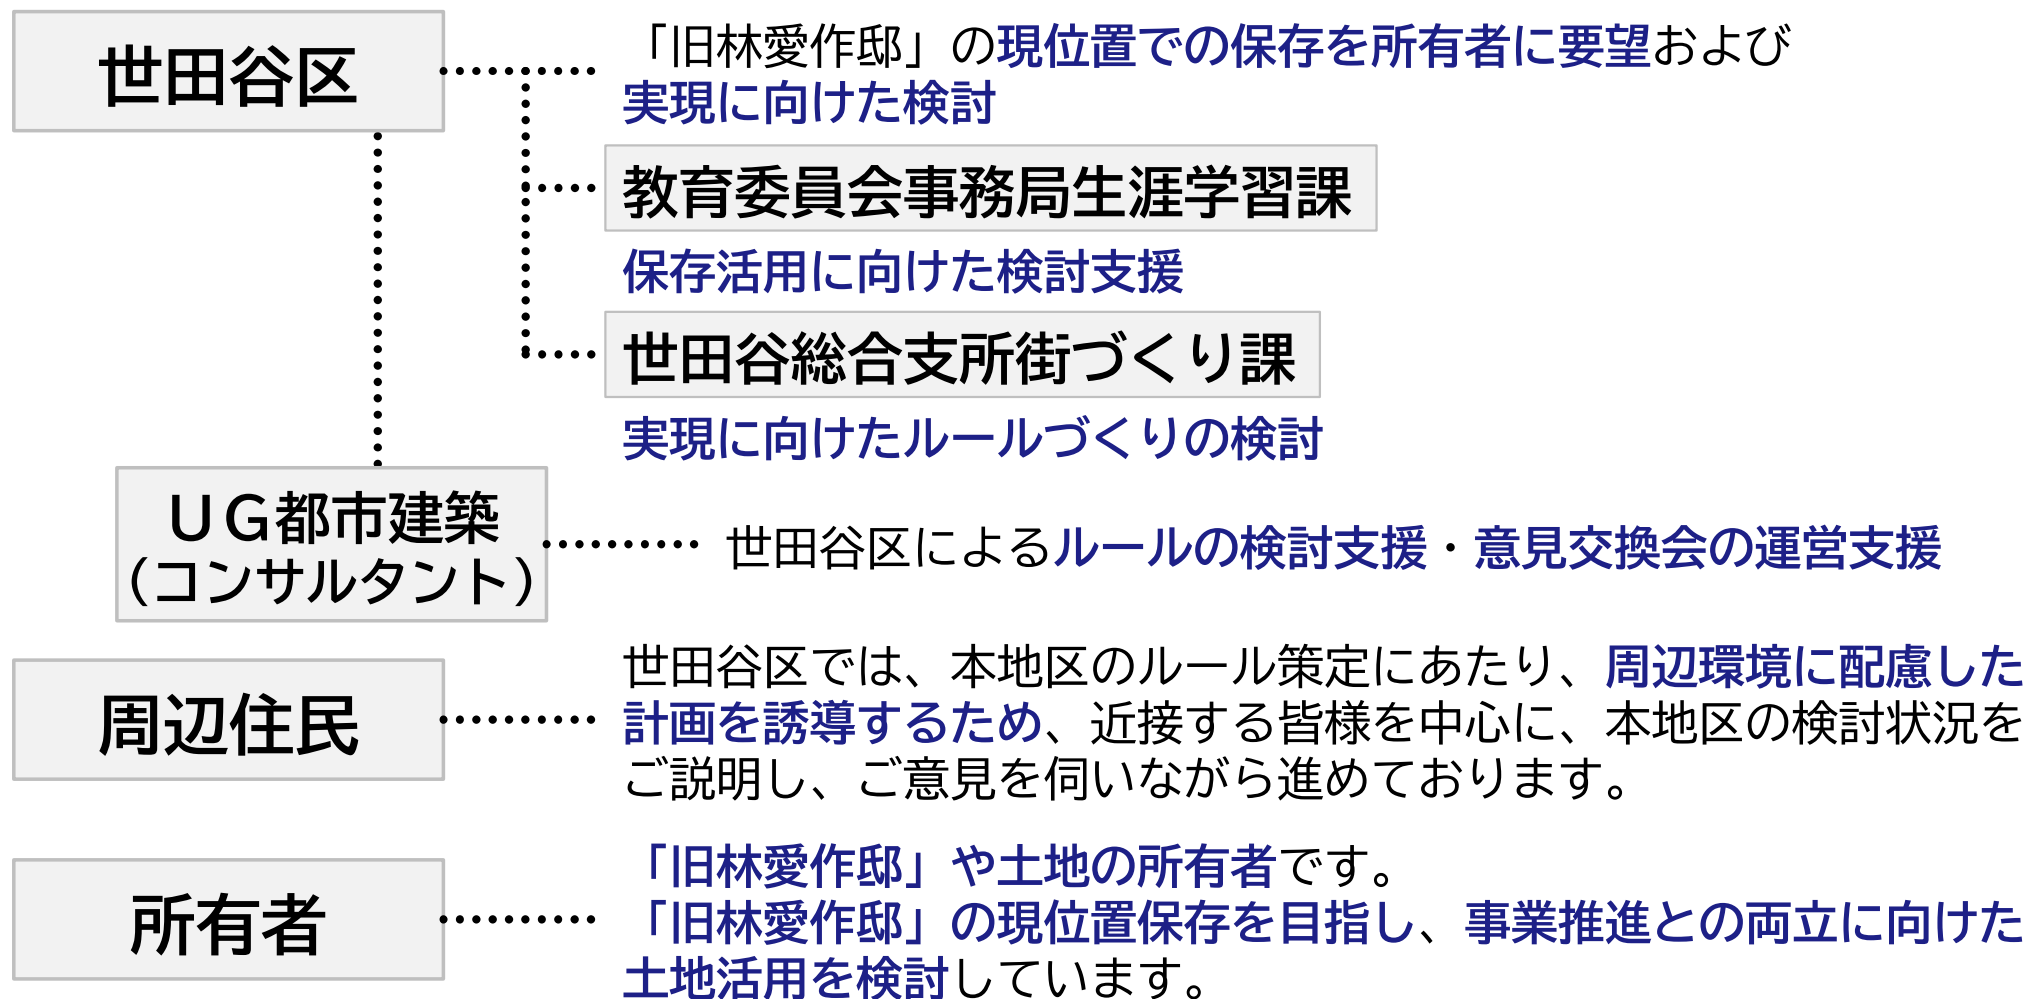 世田谷区
「旧林愛作邸」の現位置での保存を所有者に要望および
実現に向けた検討
教育委員会事務局生涯学習課
保存活用に向けた検討支援
世田谷総合支所街づくり課
実現に向けたルールづくりの検討
ＵＧ都市建築
（コンサルタント）
世田谷区によるルールの検討支援・意見交換会の運営支援
周辺住民
世田谷区では、本地区のルール策定にあたり、周辺環境に配慮した
計画を誘導するため、近接する皆様を中心に、本地区の検討状況を
ご説明し、ご意見を伺いながら進めております。
所有者
「旧林愛作邸」や土地の所有者です。
「旧林愛作邸」の現位置保存を目指し、事業推進との両立に向けた
土地活用を検討しています。